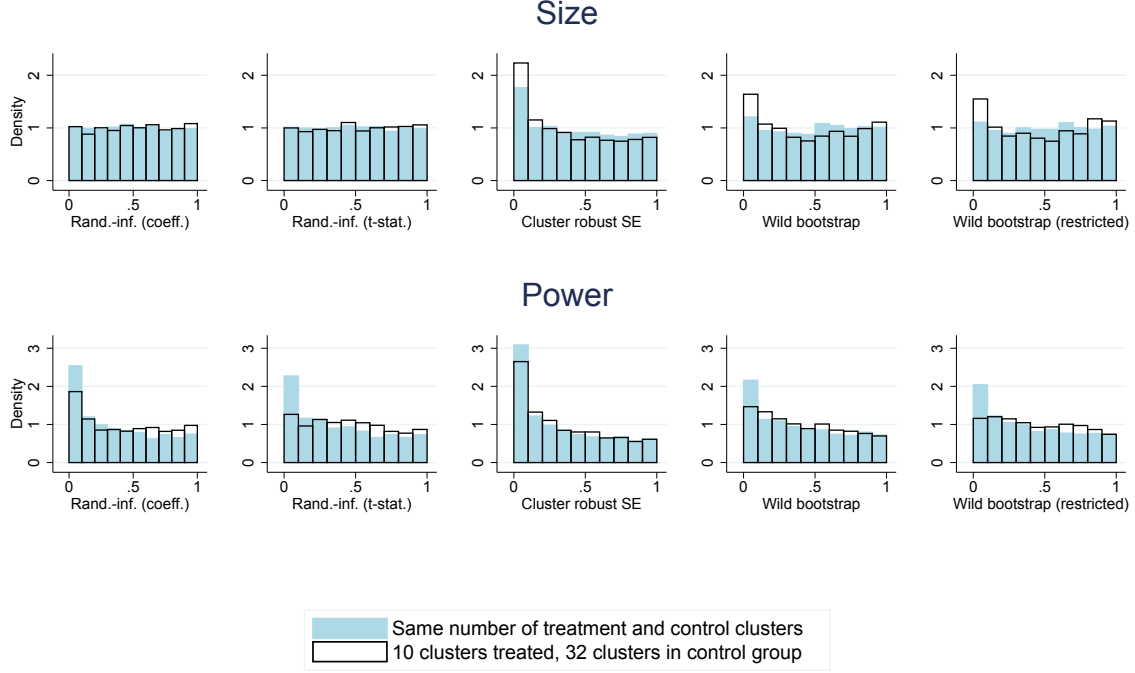 Size
Density
0 1 2
0 .5 1
Rand.-inf. (coeff.)
0 1 2
0 .5 1
Rand.-inf. (t-stat.)
0 1 2
0 .5 1
Cluster robust SE
0 1 2
0 .5 1
Wild bootstrap
0 1 2
0 .5 1
Wild bootstrap (restricted)
Power
Density
0 1 2 3
0 .5 1
Rand.-inf. (coeff.)
0 1 2 3
0 .5 1
Rand.-inf. (t-stat.)
0 1 2 3
0 .5 1
Cluster robust SE
0 1 2 3
0 .5 1
Wild bootstrap
0 1 2 3
0 .5 1
Wild bootstrap (restricted)
Same number of treatment and control clusters
10 clusters treated, 32 clusters in control group